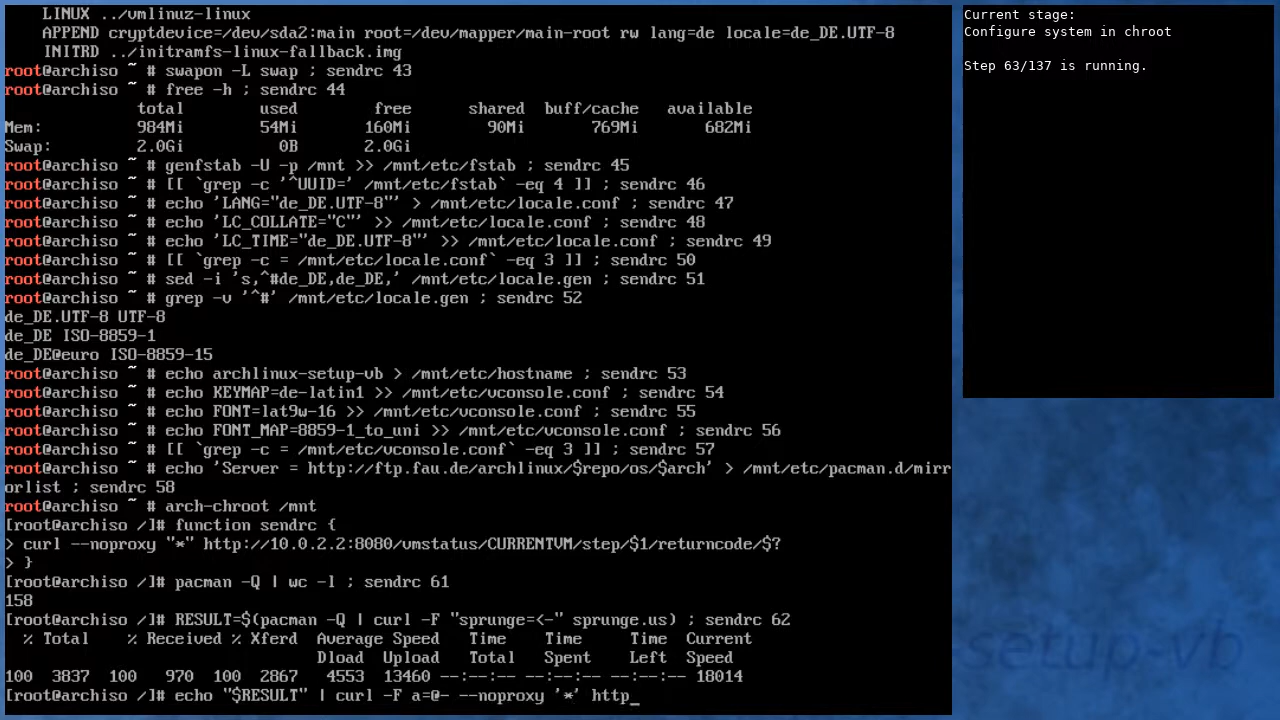 LINUX ../vmlinuz-linux
    APPEND cryptdevice=/dev/sda2:main root=/dev/mapper/main-root rw lang=de locale=de_DE.UTF-8
    INITRD ../initramfs-linux-fallback.img
root@archiso ~ # swapon -L swap ; sendrc 43
root@archiso ~ # free -h ; sendrc 44
              total        used        free      shared  buff/cache   available
Mem:          984Mi        54Mi       160Mi        90Mi       769Mi       682Mi
Swap:         2.0Gi          0B       2.0Gi
root@archiso ~ # genfstab -U -p /mnt >> /mnt/etc/fstab ; sendrc 45
root@archiso ~ # [[ `grep -c '^UUID=' /mnt/etc/fstab` -eq 4 ]] ; sendrc 46
root@archiso ~ # echo 'LANG="de_DE.UTF-8"' > /mnt/etc/locale.conf ; sendrc 47
root@archiso ~ # echo 'LC_COLLATE="C"' >> /mnt/etc/locale.conf ; sendrc 48
root@archiso ~ # echo 'LC_TIME="de_DE.UTF-8"' >> /mnt/etc/locale.conf ; sendrc 49
root@archiso ~ # [[ `grep -c = /mnt/etc/locale.conf` -eq 3 ]] ; sendrc 50
root@archiso ~ # sed -i 's,^#de_DE,de_DE,' /mnt/etc/locale.gen ; sendrc 51
root@archiso ~ # grep -v '^#' /mnt/etc/locale.gen ; sendrc 52
de_DE.UTF-8 UTF-8
de_DE ISO-8859-1
de_DE@euro ISO-8859-15
root@archiso ~ # echo archlinux-setup-vb > /mnt/etc/hostname ; sendrc 53
root@archiso ~ # echo KEYMAP=de-latin1 >> /mnt/etc/vconsole.conf ; sendrc 54
root@archiso ~ # echo FONT=lat9w-16 >> /mnt/etc/vconsole.conf ; sendrc 55
root@archiso ~ # echo FONT_MAP=8859-1_to_uni >> /mnt/etc/vconsole.conf ; sendrc 56
root@archiso ~ # [[ `grep -c = /mnt/etc/vconsole.conf` -eq 3 ]] ; sendrc 57
root@archiso ~ # echo 'Server = http://ftp.fau.de/archlinux/$repo/os/$arch' > /mnt/etc/pacman.d/mirr
orlist ; sendrc 58
root@archiso ~ # arch-chroot /mnt
[root@archiso /]# function sendrc {
> curl --noproxy "*" http://10.0.2.2:8080/vmstatus/CURRENTVM/step/$1/returncode/$?
> }
[root@archiso /]# pacman -Q | wc -l ; sendrc 61
158
[root@archiso /]# RESULT=$(pacman -Q | curl -F "sprunge=<-" sprunge.us) ; sendrc 62
  % Total    % Received % Xferd  Average Speed   Time    Time     Time  Current
                                 Dload  Upload   Total   Spent    Left  Speed
100  3837  100   970  100  2867   4553  13460 --:--:-- --:--:-- --:--:-- 18014
[root@archiso /]# echo "$RESULT" | curl -F a=@- --noproxy '*' http_
Current stage:
Configure system in chroot
Step 63/137 is running.
-setup-vb